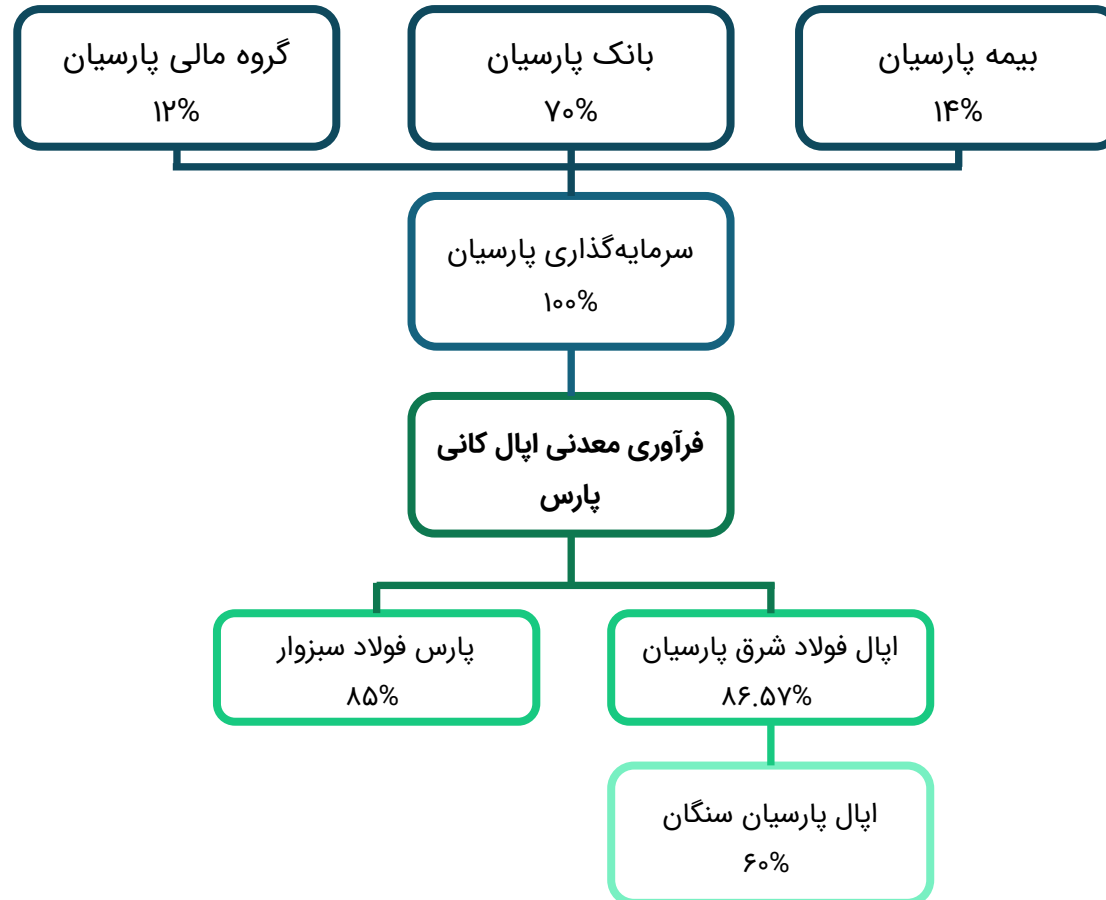 بیمه پارسیان
۱۴%
بانک پارسیان
۷۰%
گروه مالی پارسیان
۱۲%
سرمایه‌گذاری پارسیان
۱۰۰%
فرآوری معدنی اپال کانی
پارس
اپال فولاد شرق پارسیان
۸۶.۵۷%
پارس فولاد سبزوار
۸۵%
اپال پارسیان سنگان
۶۰%